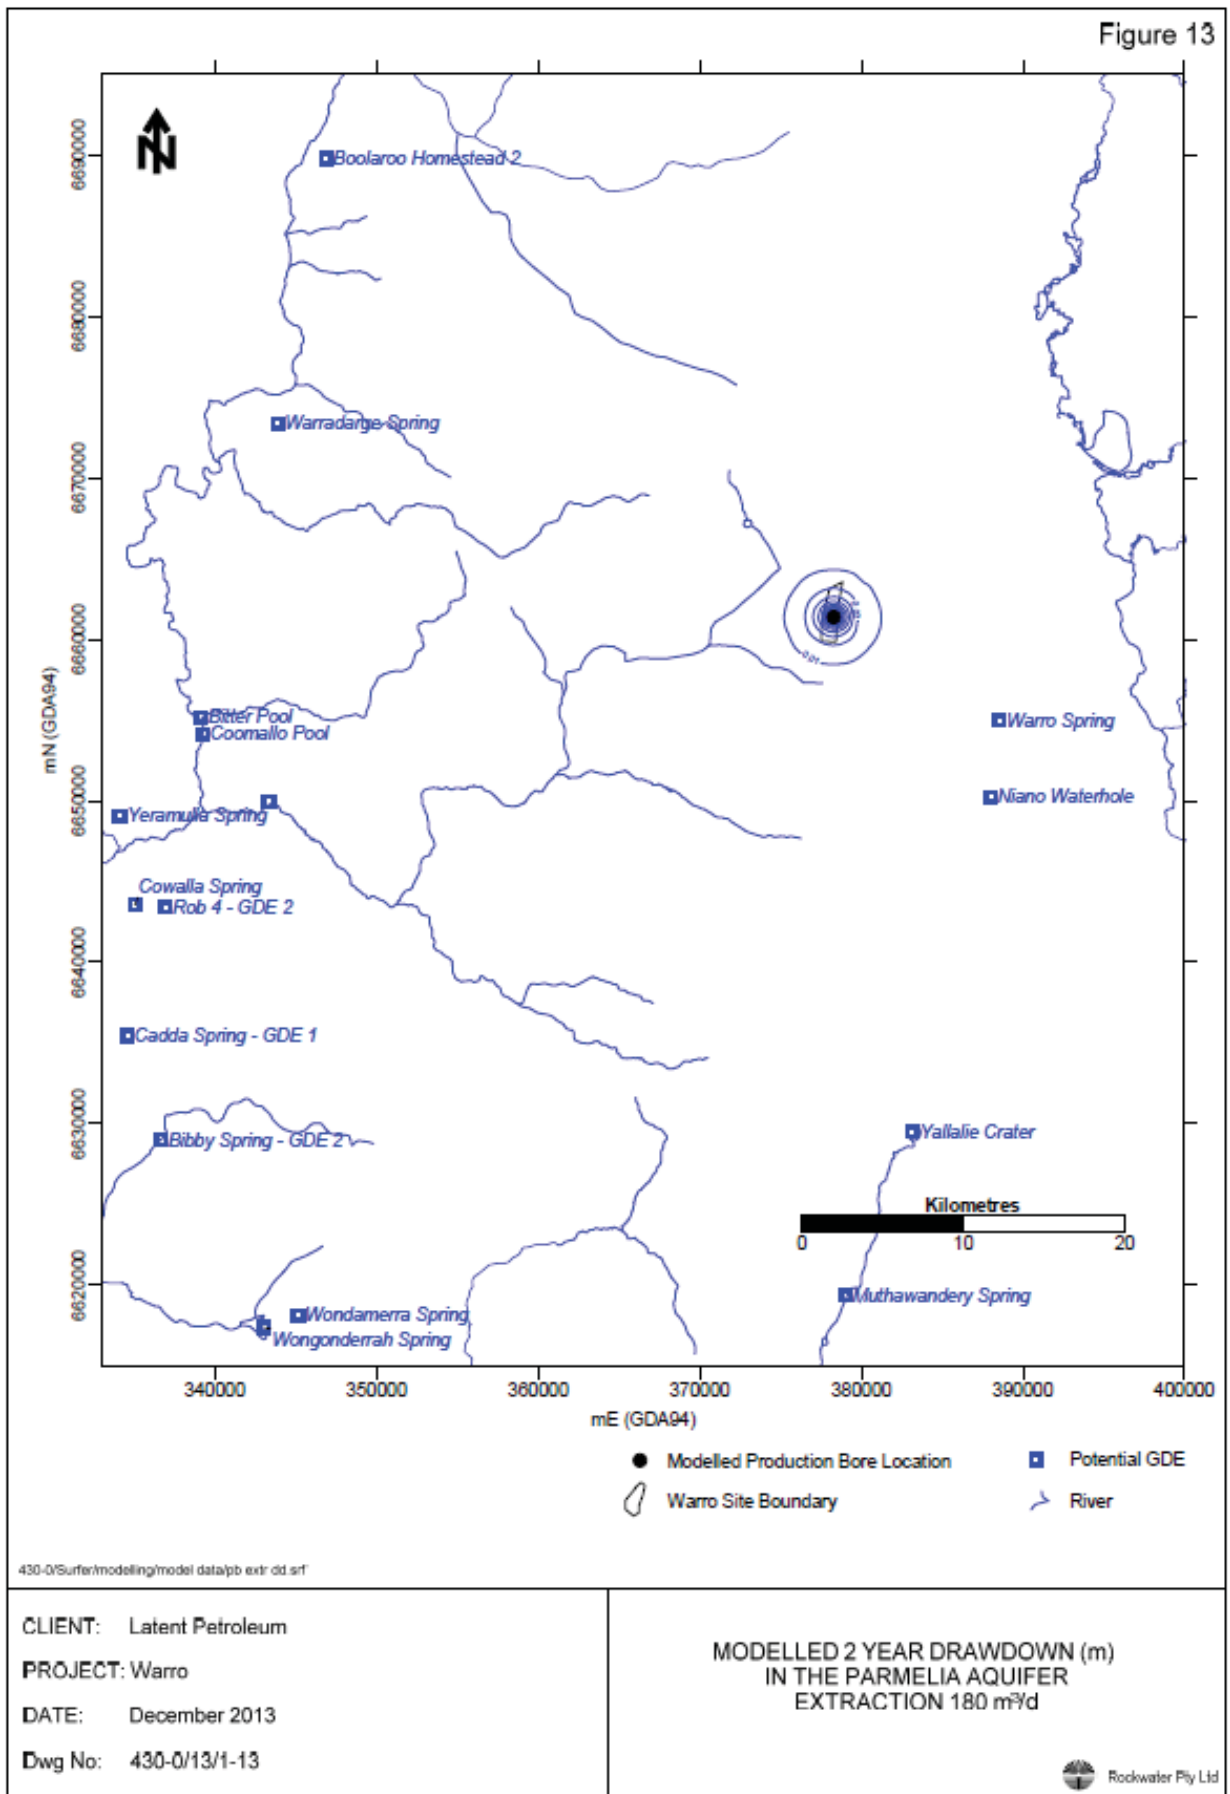 Figure 13
N
6690000
6680000
6670000
6660000
6650000
6640000
6630000
6620000
mN (GDA94)
Boolaroo Homestead 2
Warradarge Spring
0.01
Bitter Pool
Coomallo Pool
Warro Spring
Niano Waterhole
Yeramulla Spring
Cowalla Spring
Rob 4 - GDE 2
Cadda Spring - GDE 1
Bibby Spring - GDE 2
Yallalie Crater
Kilometres
0 10 20
Muthawandery Spring
Wondamerra Spring
Wongonderrah Spring
340000 350000 360000 370000 380000 390000 400000
mE (GDA94)
Modelled Production Bore Location
Potential GDE
Warro Site Boundary
River
430-0/Surfer/modelling/model data/pb extr dd.srf'
CLIENT: Latent Petroleum
PROJECT: Warro
DATE: December 2013
Dwg No: 430-0/13/1-13
MODELLED 2 YEAR DRAWDOWN (m)
IN THE PARMELIA AQUIFER
EXTRACTION 180 m³/d
Rockwater Pty Ltd